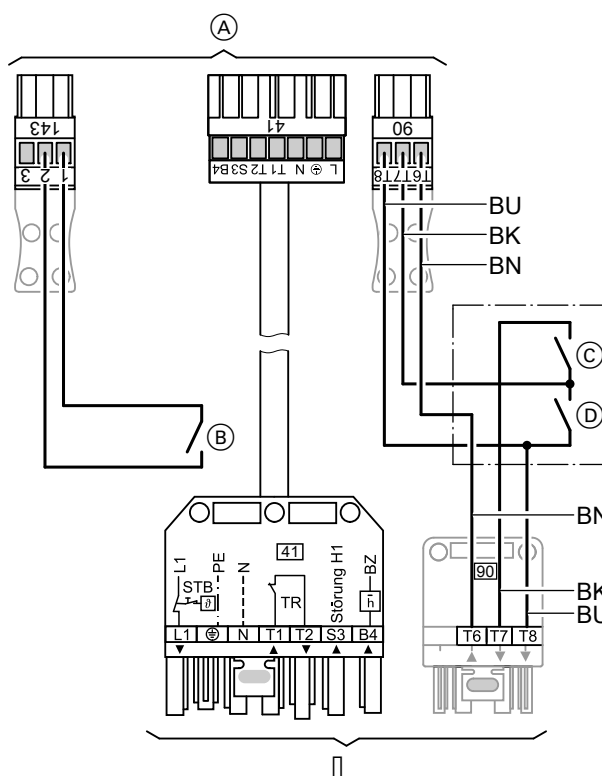 A
143
3 2 1
41
B4 S3 T2 T1 N L
90
T8 T7 T6
BU
BK
BN
C
D
B
BN
BK
BU
L1
STB
ϑ
PE
N
41
TR
Störung H1
BZ
h
L1 N T1 T2 S3 B4
90
T6 T7 T8